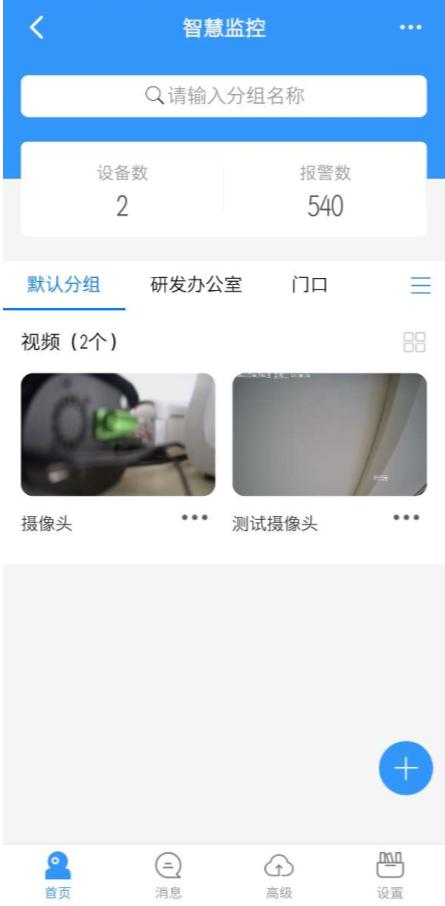 智慧监控
请输入分组名称
设备数 报警数
2 540
默认分组 研发办公室 门口
视频 (2个)
摄像头 测试摄像头
首页 消息 高级 设置